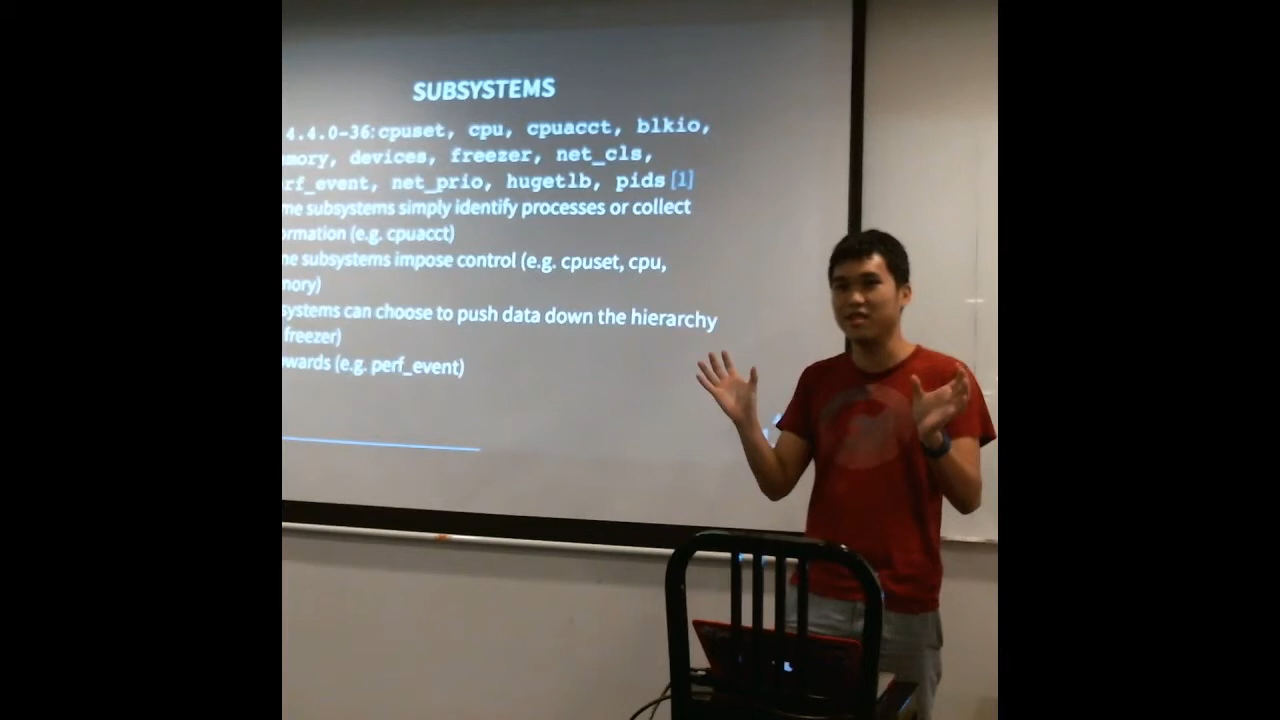 SUBSYSTEMS
4.4.0-36: cpuset, cpu, cpuacct, blkio,
devices, freezer, net_cls,
net_prio, hugetlb, pids [1]
subsystems simply identify processes or collect
(e.g. cpuacct)
subsystems impose control (e.g. cpuset, cpu,
can choose to push data down the hierarchy
freezer)
(e.g. perf_event)